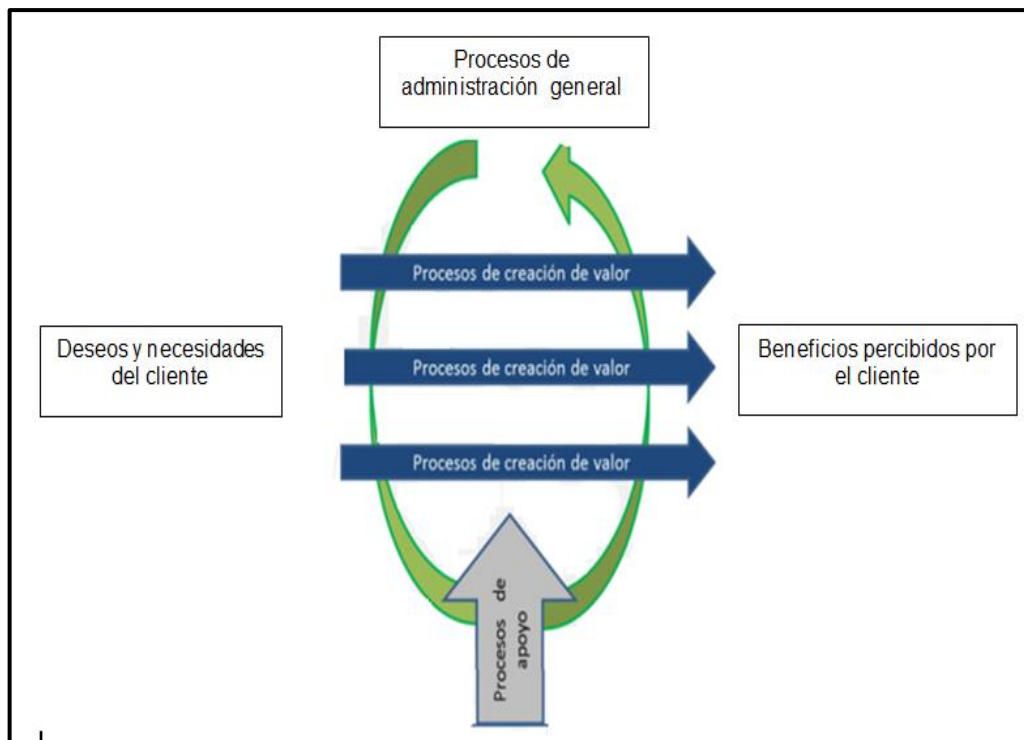 Procesos de
administración general
Procesos de creación de valor
Deseos y necesidades
del cliente
Procesos de creación de valor
Beneficios percibidos por
el cliente
Procesos de creación de valor
Procesos de
apoyo